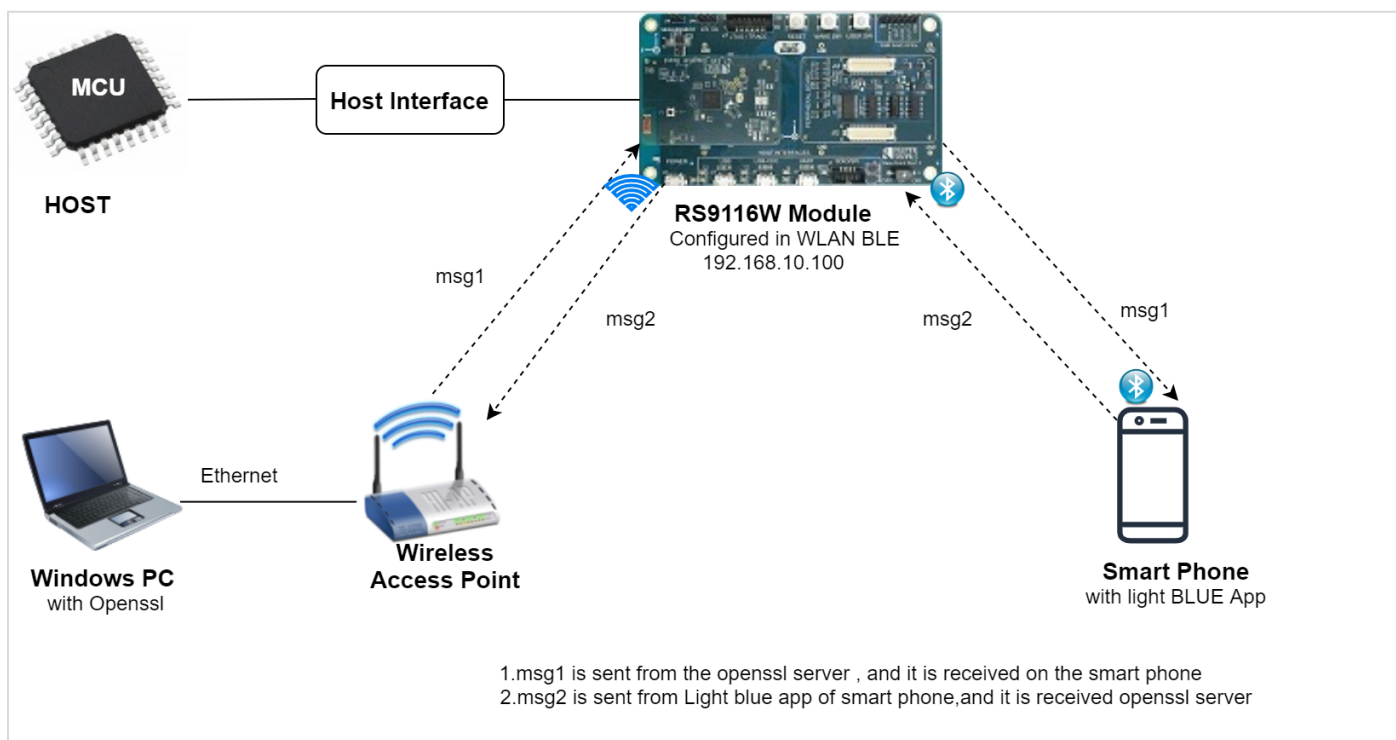 MCU
HOST
Host Interface
RESET
POWER
RS9116W Module
Configured in WLAN BLE
192.168.10.100
msg1
msg2
msg2
msg1
Ethernet
Wireless
Access Point
Windows PC
with Openssl
Smart Phone
with light BLUE App
1.msg1 is sent from the openssl server , and it is received on the smart phone
2.msg2 is sent from Light blue app of smart phone,and it is received openssl server